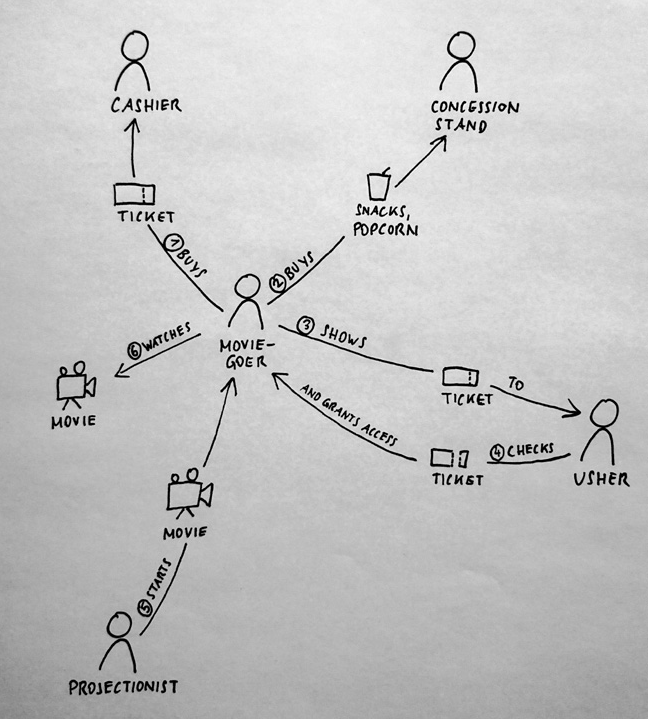 CASHIER
CONCESSION
STAND
TICKET
SNACKS,
POPCORN
1 BUYS
2 BUYS
MOVIE-
GOER
3 SHOWS
6 WATCHES
TICKET
TO
MOVIE
AND GRANTS ACCESS
TICKET
4 CHECKS
USHER
MOVIE
5 STARTS
PROJECTIONIST